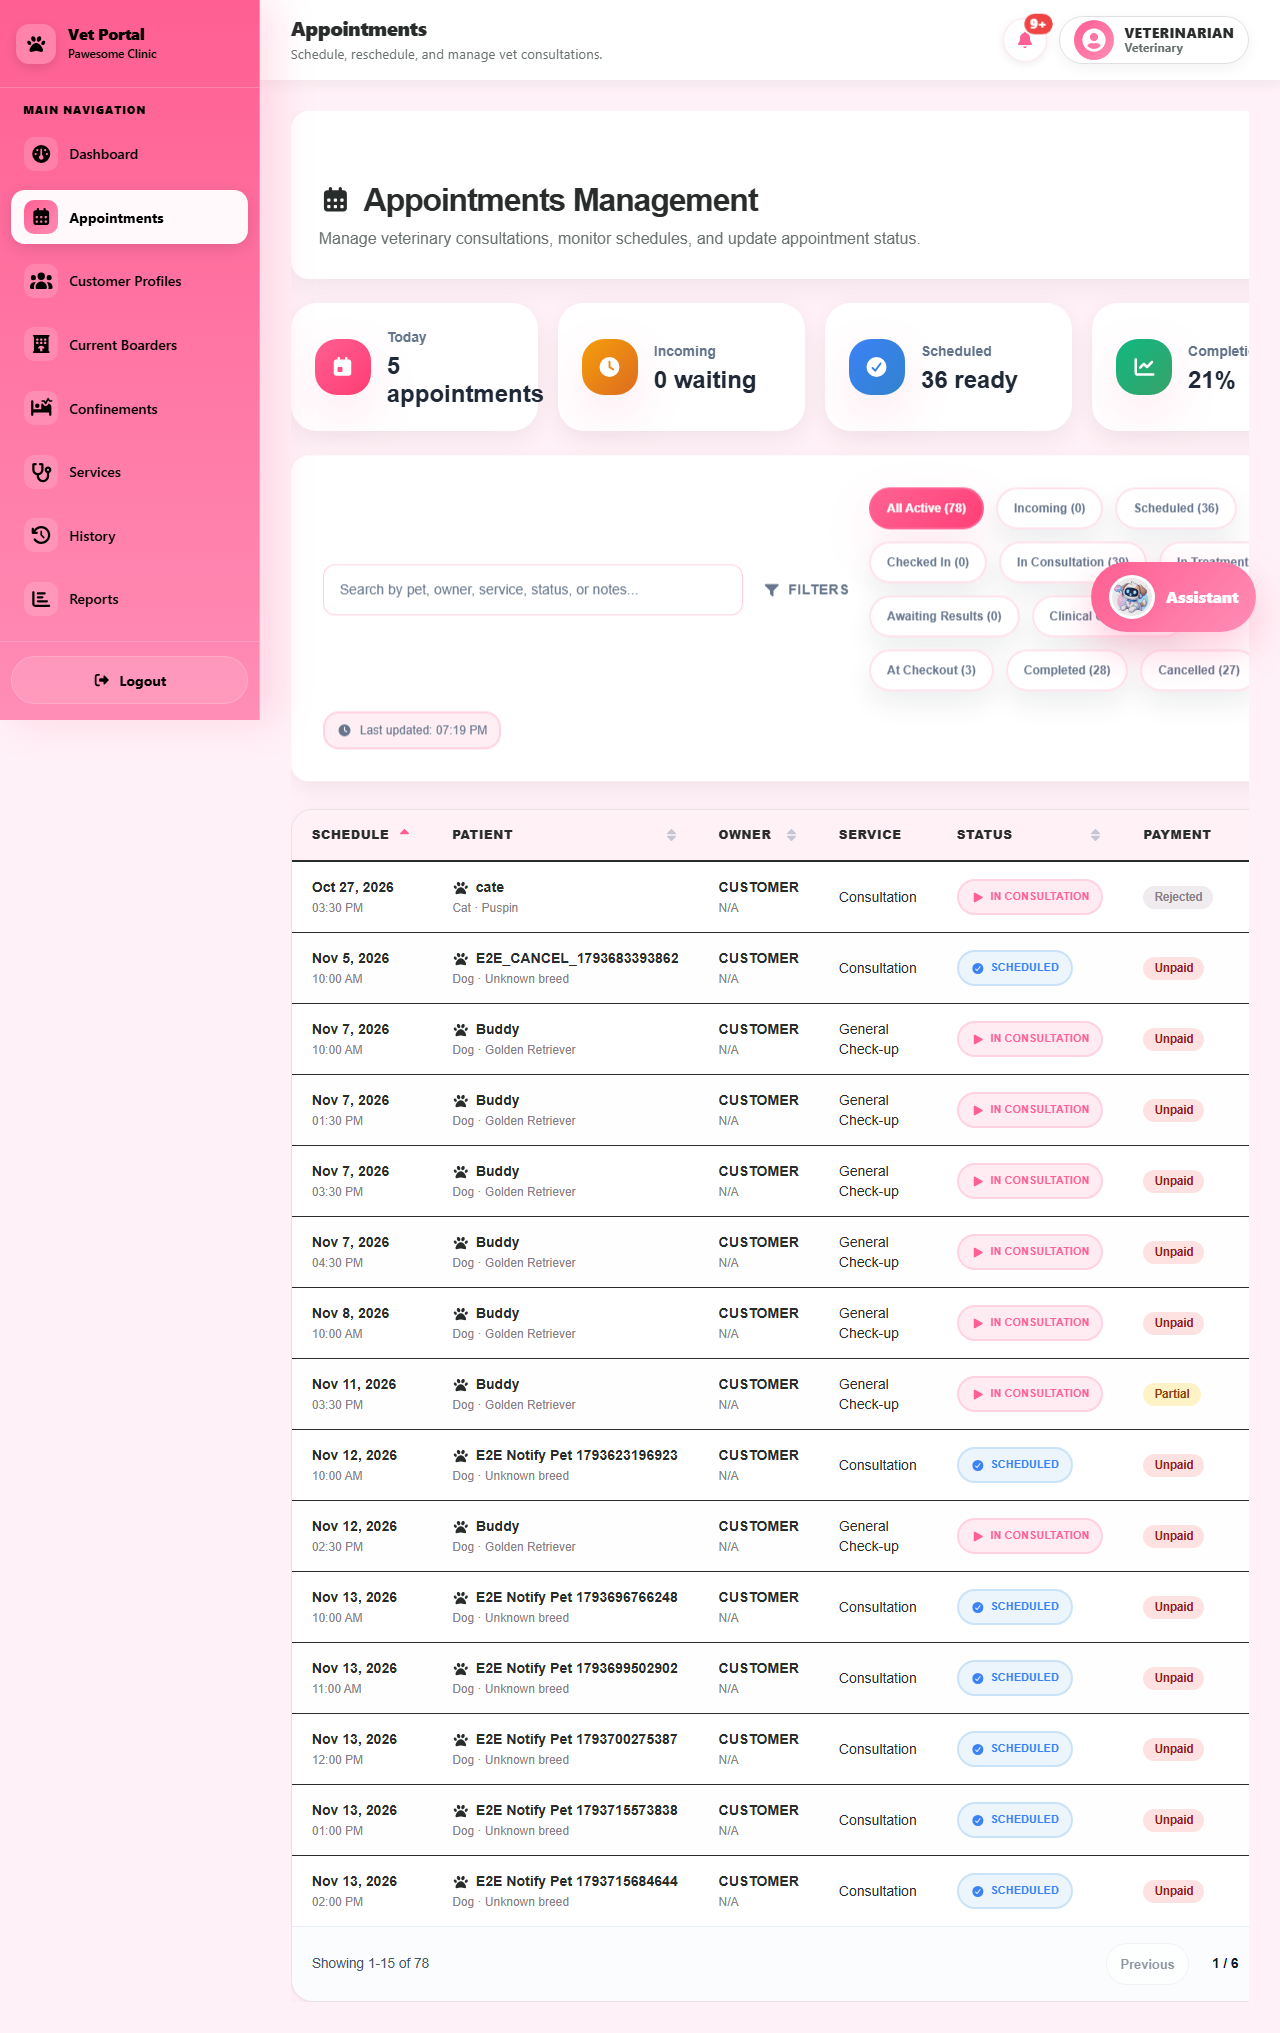 Vet Portal
Pawesome Clinic
MAIN NAVIGATION
Dashboard
Appointments
Customer Profiles
Current Boarders
Confinements
Services
History
Reports
Logout
Appointments
Schedule, reschedule, and manage vet consultations.
9+
VETERINARIAN
Veterinary
Appointments Management
Manage veterinary consultations, monitor schedules, and update appointment status.
Today
5
appointments
Incoming
0 waiting
Scheduled
36 ready
Completi
21%
Search by pet, owner, service, status, or notes...
FILTERS
All Active (78)
Incoming (0)
Scheduled (36)
Checked In (0)
In Consultation (39)
In Treatment
Awaiting Results (0)
Clinical
At Checkout (3)
Completed (28)
Cancelled (27)
Assistant
Last updated: 07:19 PM
SCHEDULE PATIENT OWNER SERVICE STATUS PAYMENT
Oct 27, 2026 cate CUSTOMER Consultation IN CONSULTATION Rejected
03:30 PM Cat · Puspin N/A
Nov 5, 2026 E2E_CANCEL_1793683393862 CUSTOMER Consultation SCHEDULED Unpaid
10:00 AM Dog · Unknown breed N/A
Nov 7, 2026 Buddy CUSTOMER General IN CONSULTATION Unpaid
10:00 AM Dog · Golden Retriever N/A Check-up
Nov 7, 2026 Buddy CUSTOMER General IN CONSULTATION Unpaid
01:30 PM Dog · Golden Retriever N/A Check-up
Nov 7, 2026 Buddy CUSTOMER General IN CONSULTATION Unpaid
03:30 PM Dog · Golden Retriever N/A Check-up
Nov 7, 2026 Buddy CUSTOMER General IN CONSULTATION Unpaid
04:30 PM Dog · Golden Retriever N/A Check-up
Nov 8, 2026 Buddy CUSTOMER General IN CONSULTATION Unpaid
10:00 AM Dog · Golden Retriever N/A Check-up
Nov 11, 2026 Buddy CUSTOMER General IN CONSULTATION Partial
03:30 PM Dog · Golden Retriever N/A Check-up
Nov 12, 2026 E2E Notify Pet 1793623196923 CUSTOMER Consultation SCHEDULED Unpaid
10:00 AM Dog · Unknown breed N/A
Nov 12, 2026 Buddy CUSTOMER General IN CONSULTATION Unpaid
02:30 PM Dog · Golden Retriever N/A Check-up
Nov 13, 2026 E2E Notify Pet 1793696766248 CUSTOMER Consultation SCHEDULED Unpaid
10:00 AM Dog · Unknown breed N/A
Nov 13, 2026 E2E Notify Pet 1793699502902 CUSTOMER Consultation SCHEDULED Unpaid
11:00 AM Dog · Unknown breed N/A
Nov 13, 2026 E2E Notify Pet 1793700275387 CUSTOMER Consultation SCHEDULED Unpaid
12:00 PM Dog · Unknown breed N/A
Nov 13, 2026 E2E Notify Pet 1793715573838 CUSTOMER Consultation SCHEDULED Unpaid
01:00 PM Dog · Unknown breed N/A
Nov 13, 2026 E2E Notify Pet 1793715684644 CUSTOMER Consultation SCHEDULED Unpaid
02:00 PM Dog · Unknown breed N/A
Showing 1-15 of 78
Previous
1 / 6